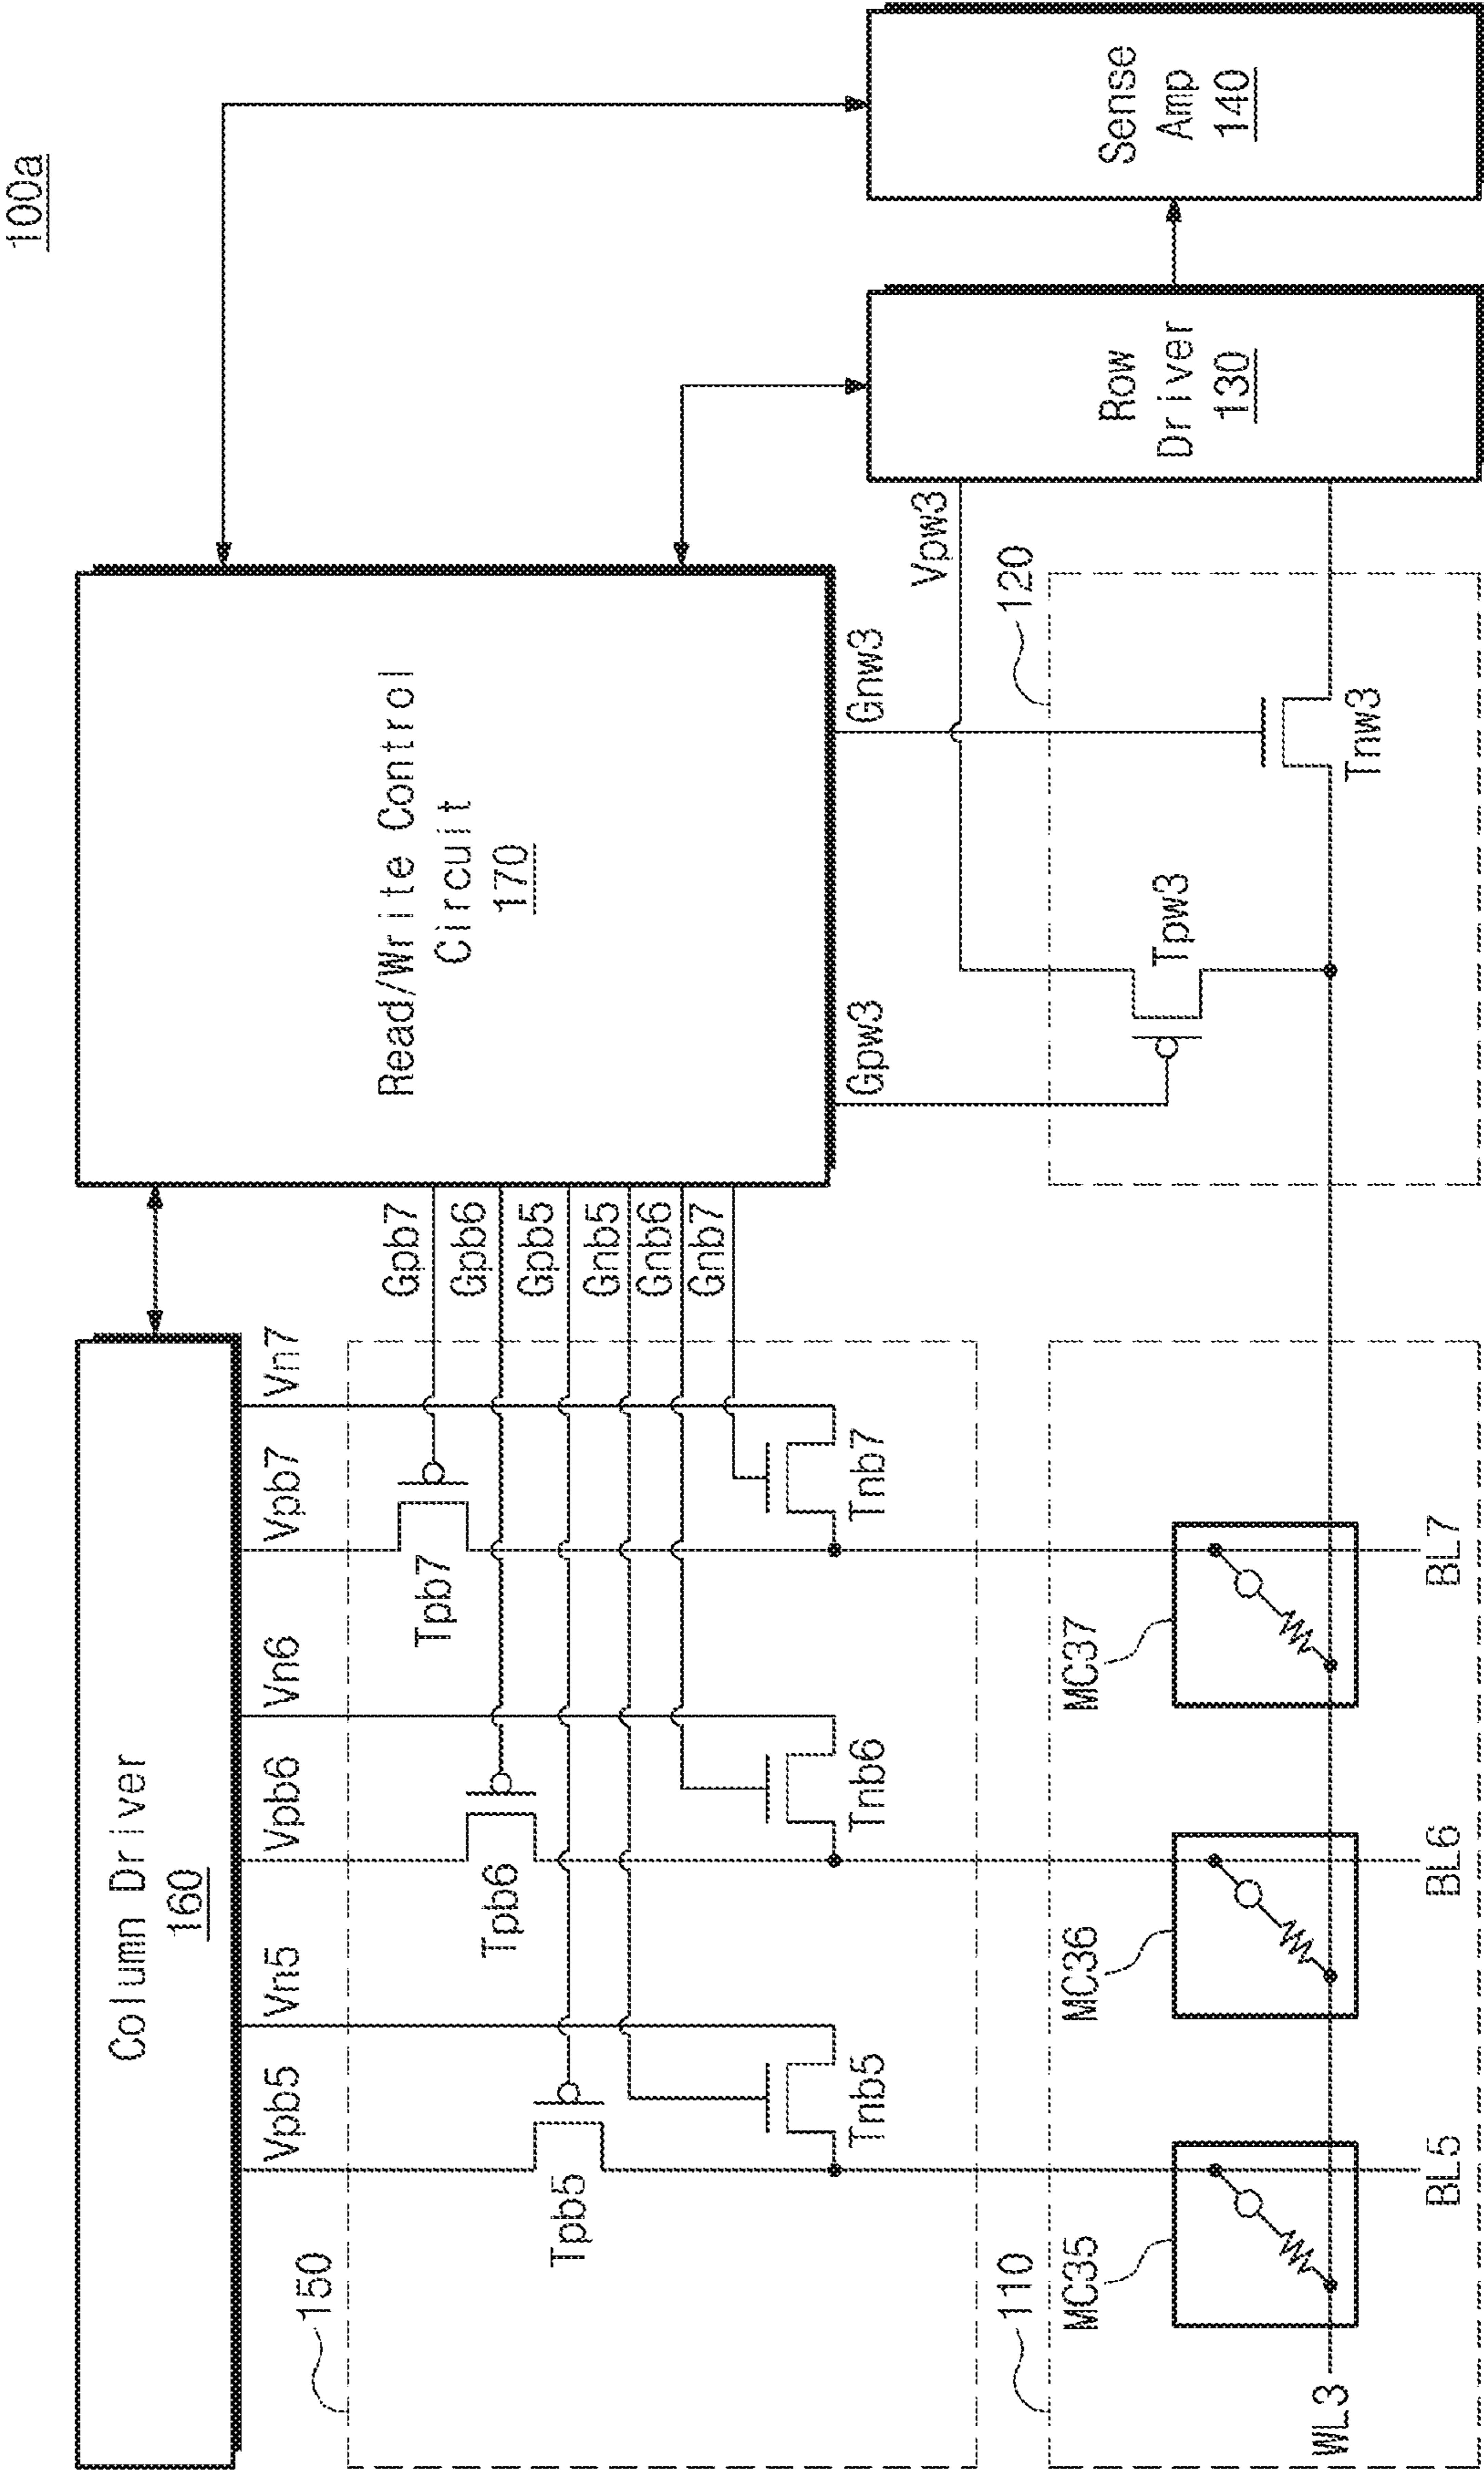 100a
Column Driver
160
Read/Write Control
Circuit
170
Vpb5
Vn5
Vpb6
Vn6
Vpb7
Vn7
150
Tpb7
Tpb6
Tpb5
Gpb7
Gpb6
Gpb5
Gnb5
Gnb6
Gnb7
Tnb5
Tnb6
Tnb7
Gpw3
Gnw3
Vpw3
120
Tpw3
Tnw3
Row
Driver
130
Sense
Amp
140
110
MC35
MC36
MC37
WL3
BL5
BL6
BL7